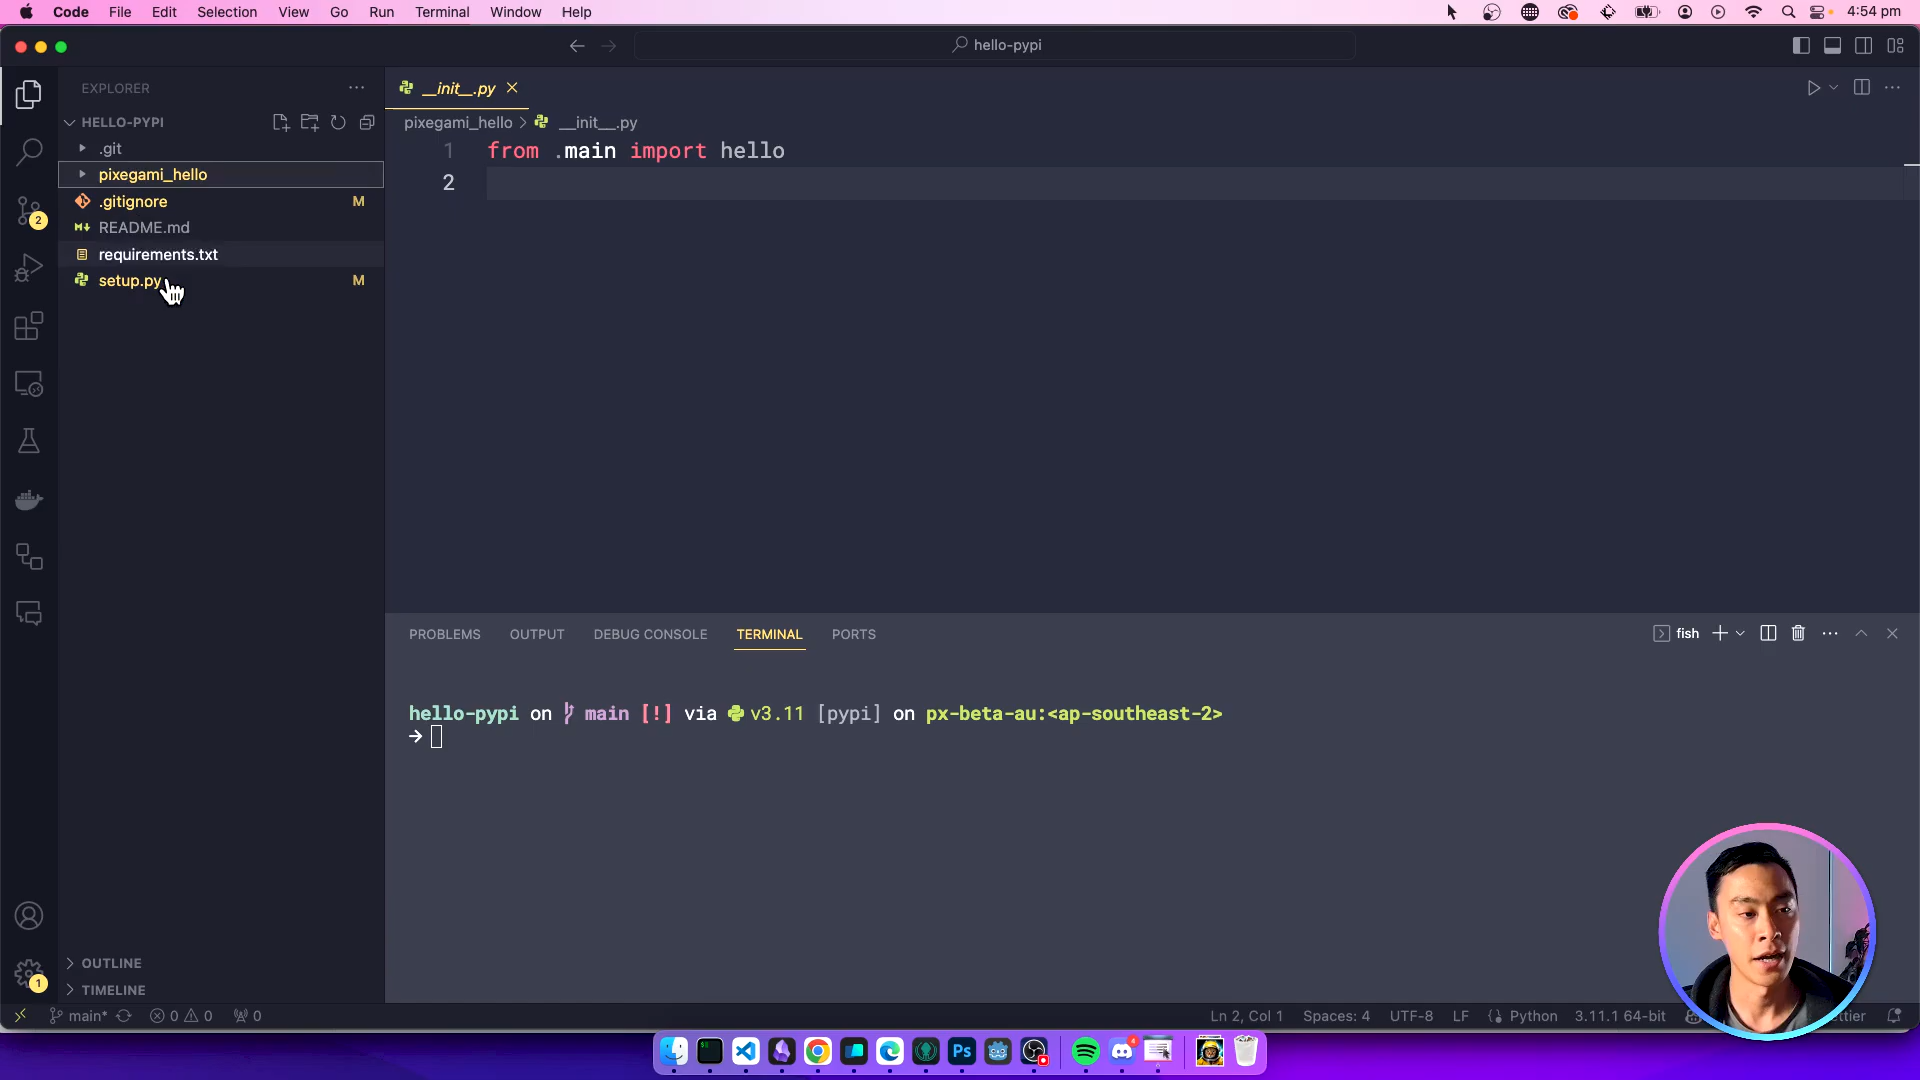 Code File Edit Selection View Go Run Terminal Window Help 4:54 pm
hello-pypi
EXPLORER
HELLO-PYPI
.git
pixegami_hello
.gitignore M
README.md
requirements.txt
setup.py M
2
__init__.py
pixegami_hello > __init__.py
1 from .main import hello
2
PROBLEMS OUTPUT DEBUG CONSOLE TERMINAL PORTS
fish
hello-pypi on main [!] via v3.11 [pypi] on px-beta-au:<ap-southeast-2>
OUTLINE
TIMELINE
1
main* 0 0 0
Ln 2, Col 1 Spaces: 4 UTF-8 LF Python 3.11.1 64-bit
Ps